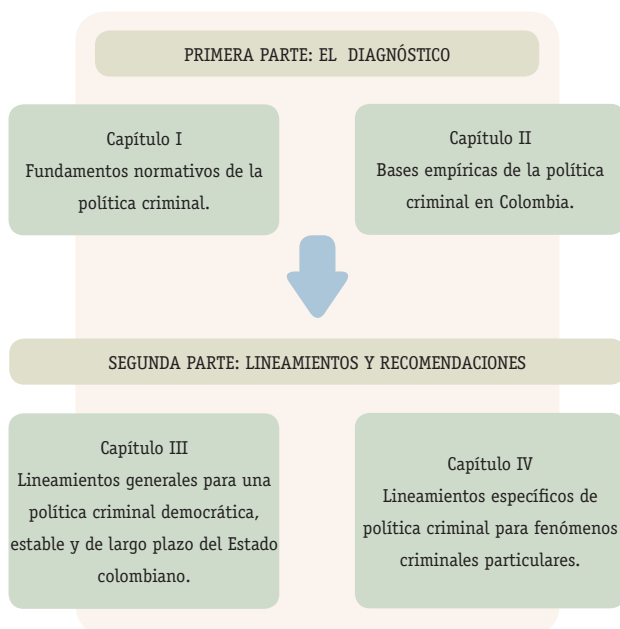 PRIMERA PARTE: EL DIAGNÓSTICO
Capítulo I
Fundamentos normativos de la
política criminal.
Capítulo II
Bases empíricas de la política
criminal en Colombia.
SEGUNDA PARTE: LINEAMIENTOS Y RECOMENDACIONES
Capítulo III
Lineamientos generales para una
política criminal democrática,
estable y de largo plazo del Estado
colombiano.
Capítulo IV
Lineamientos específicos de
política criminal para fenómenos
criminales particulares.